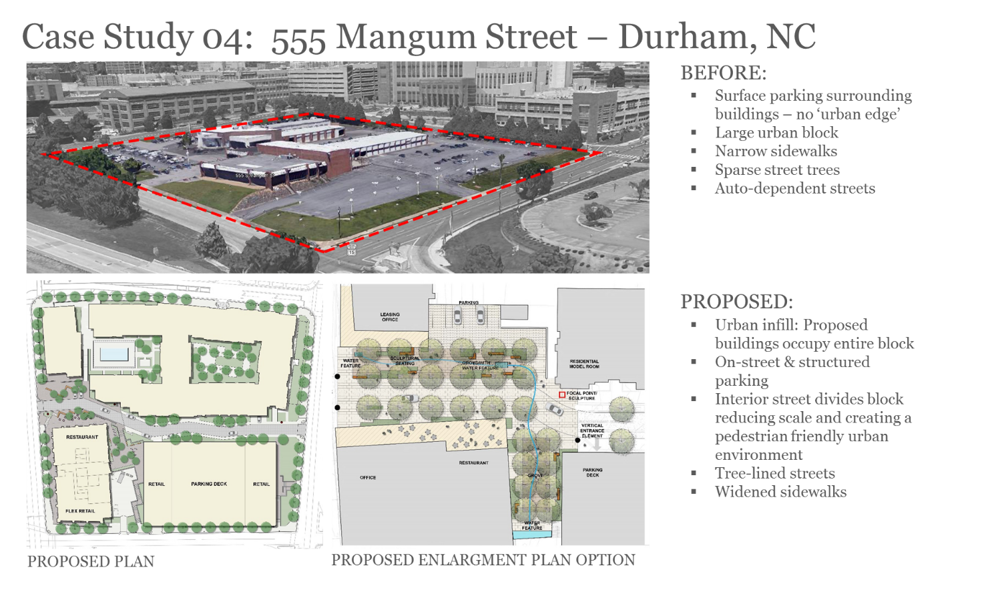 Case Study 04:  555 Mangum Street – Durham, NC
BEFORE:
▪ Surface parking surrounding
buildings – no ‘urban edge’
▪ Large urban block
▪ Narrow sidewalks
▪ Sparse street trees
▪ Auto-dependent streets
555 S Mangum St
15
PROPOSED:
▪ Urban infill: Proposed
buildings occupy entire block
▪ On-street & structured
parking
▪ Interior street divides block
reducing scale and creating a
pedestrian friendly urban
environment
▪ Tree-lined streets
▪ Widened sidewalks
RESTAURANT
RETAIL
PARKING DECK
RETAIL
FLEX RETAIL
PROPOSED PLAN
PARKING
LEASING
OFFICE
WATER
FEATURE
SCULPTURAL
SEATING
GROVE WITH
WATER FEATURE
RESIDENTIAL
MODEL ROOM
FOCAL POINT/
SCULPTURE
VERTICAL
ENTRANCE
ELEMENT
RESTAURANT
OFFICE
GROVE
PARKING
DECK
WATER
FEATURE
PROPOSED ENLARGMENT PLAN OPTION